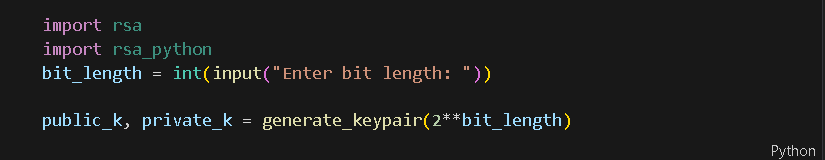 import rsa
import rsa_python
bit_length = int(input("Enter bit length: "))
public_k, private_k = generate_keypair(2**bit_length)
Python